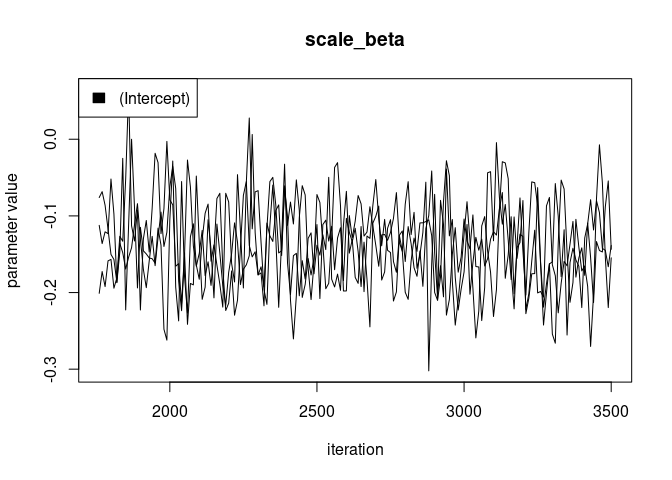 scale_beta
(Intercept)
parameter value
0.0
-0.1
-0.2
-0.3
2000
2500
3000
3500
iteration